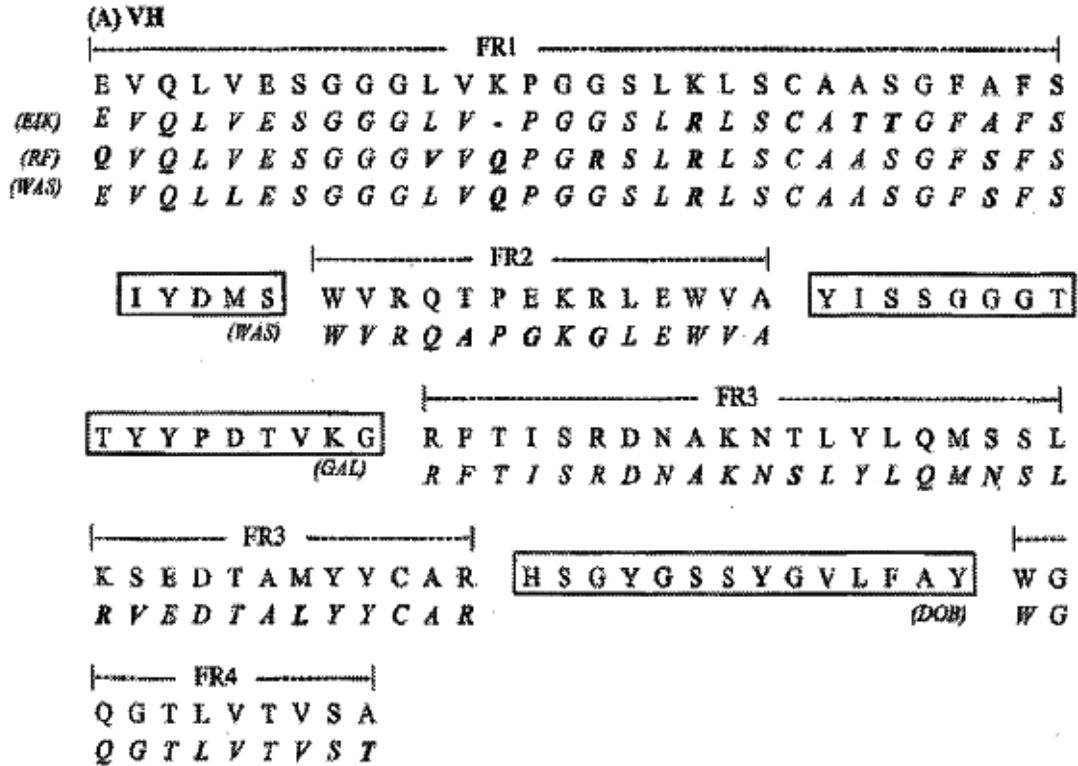 (A) VH
FR1
E V Q L V E S G G G L V K P G G S L K L S C A A S G F A F S
(EIK) E V Q L V E S G G G L V - P G G S L R L S C A T T G F A F S
(RF) Q V Q L V E S G G G V V Q P G R S L R L S C A A S G F S F S
(WAS) E V Q L L E S G G G L V Q P G G S L R L S C A A S G F S F S
FR2
I Y D M S W V R Q T P E K R L E W V A Y I S S G G G T
(WAS) W V R Q A P G K G L E W V A
FR3
T Y Y P D T V K G R F T I S R D N A K N T L Y L Q M S S L
(GAL) R F T I S R D N A K N S L Y L Q M N S L
FR3
K S E D T A M Y Y C A R H S G Y G S S Y G V L F A Y W G
R V E D T A L Y Y C A R (DOB) W G
FR4
Q G T L V T V S A
Q G T L V T V S T